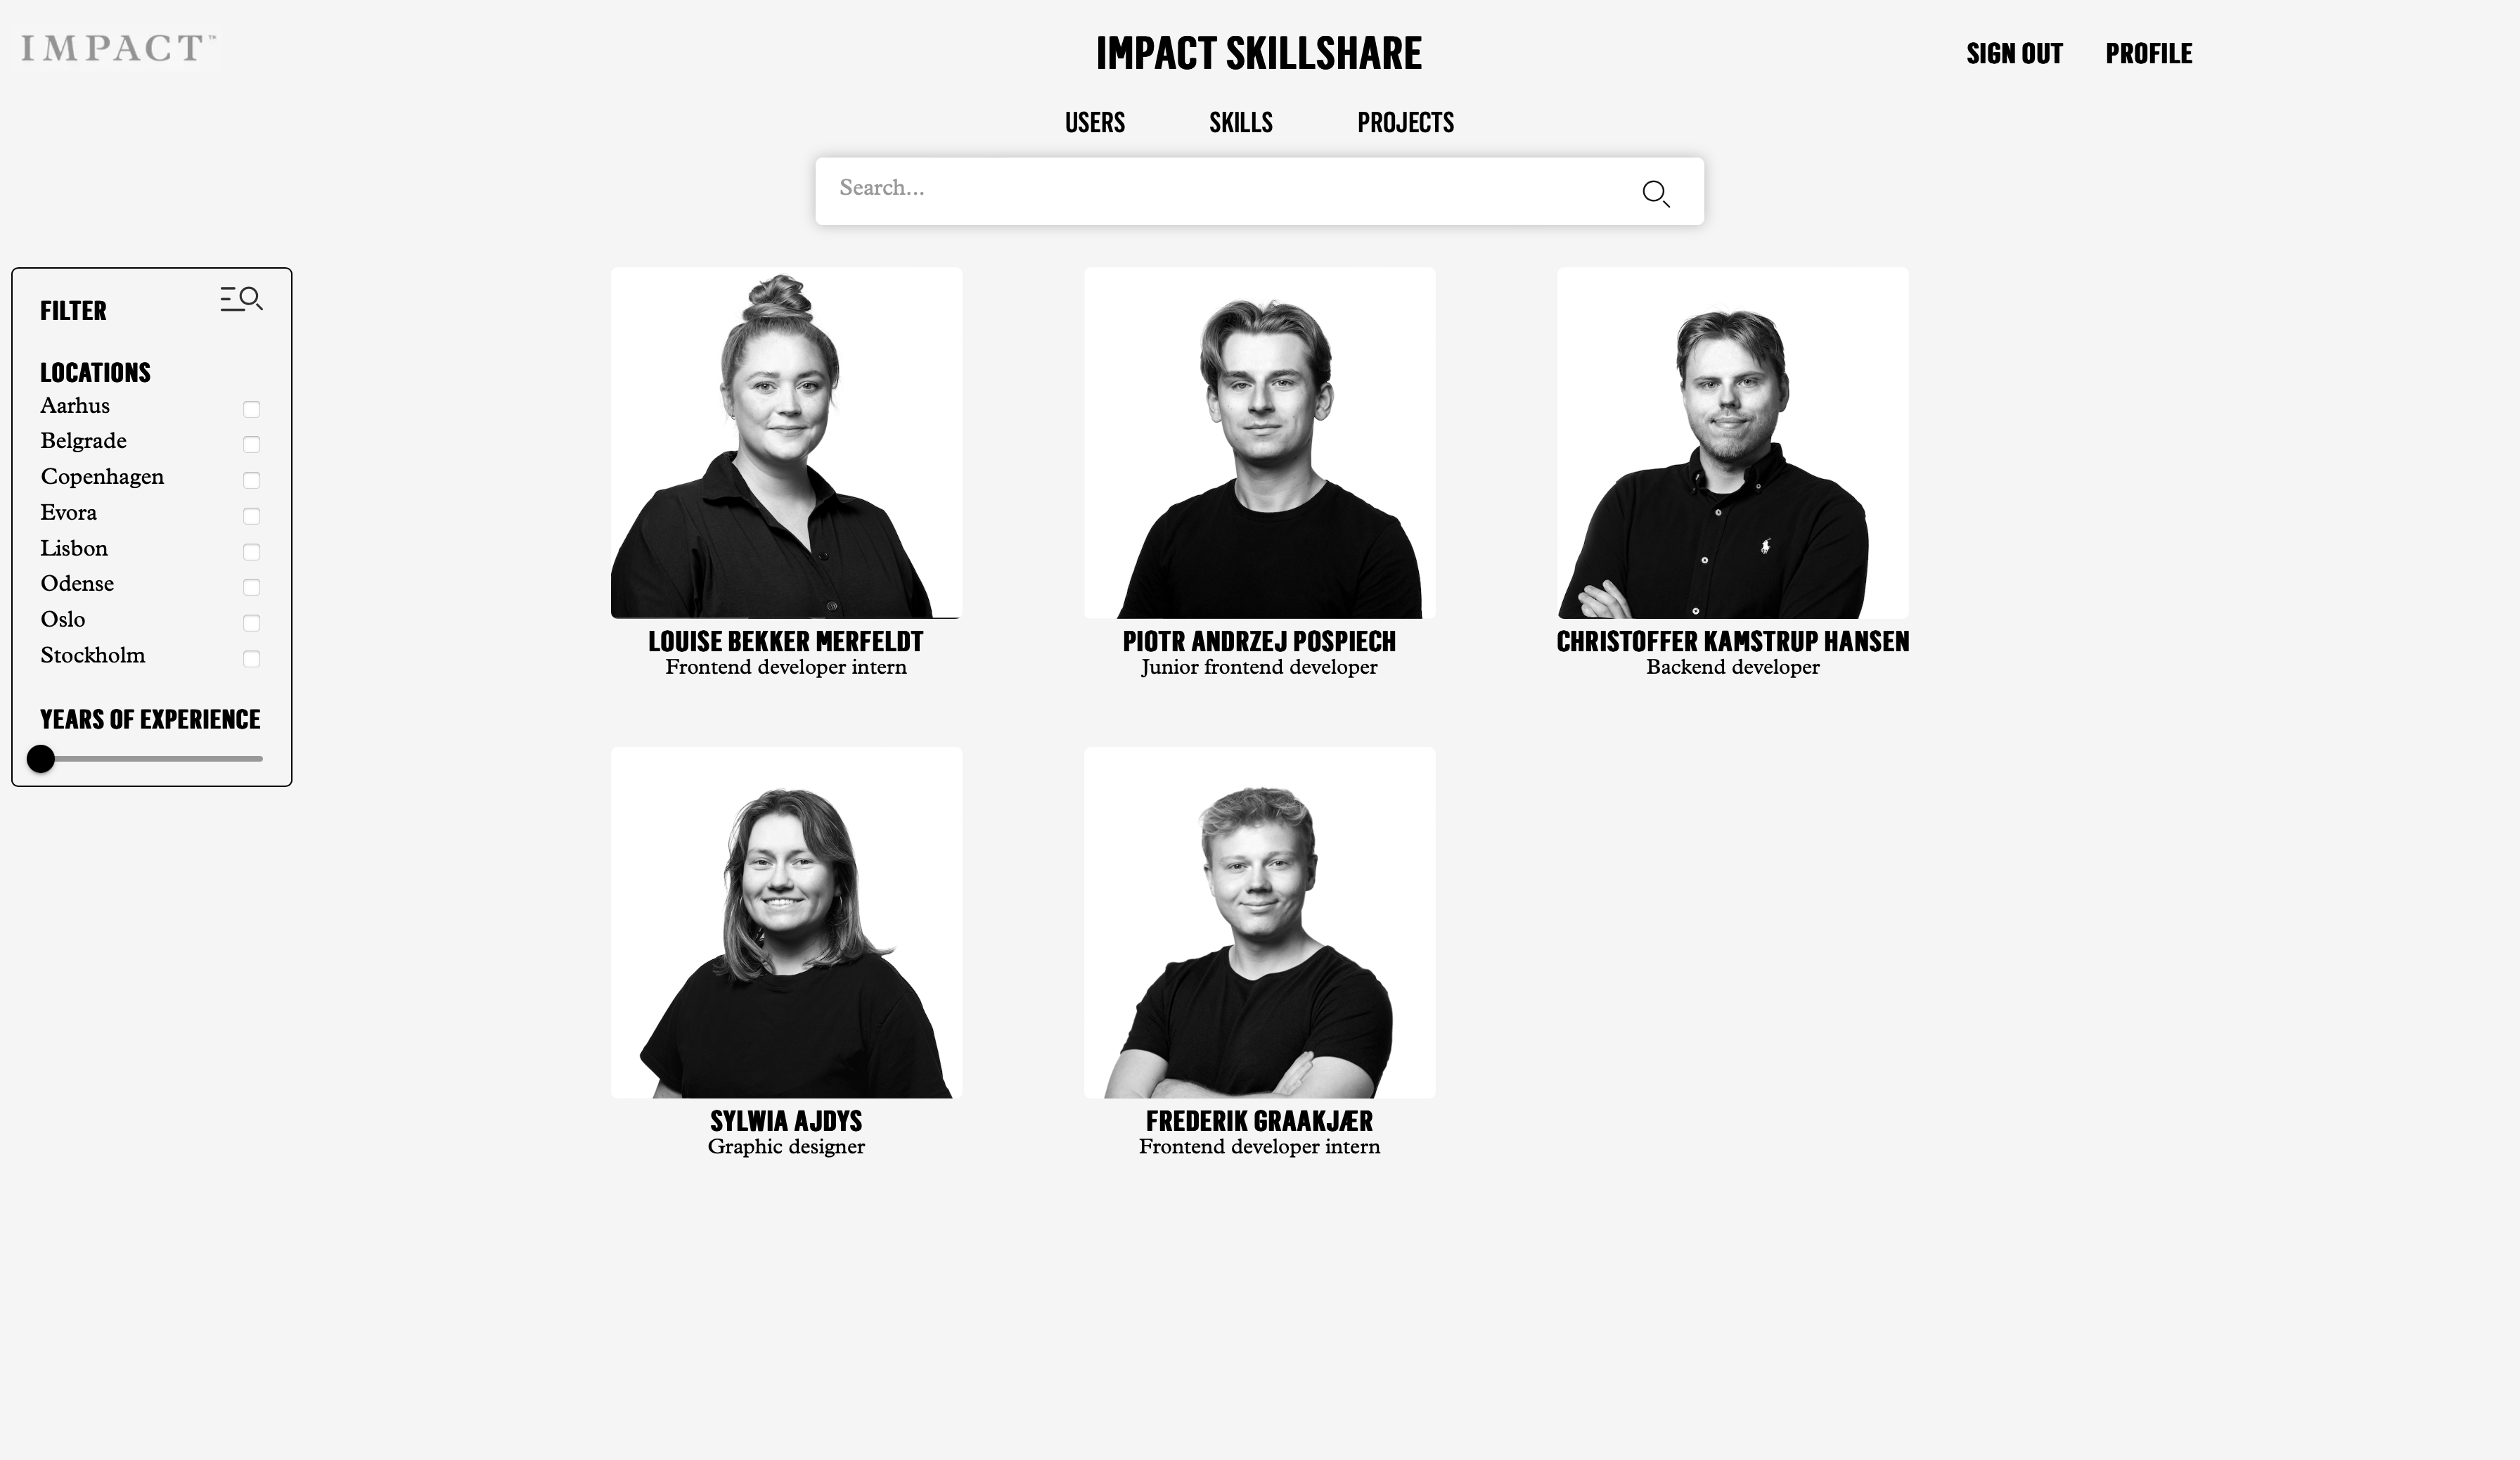 IMPACT™
IMPACT SKILLSHARE
SIGN OUT
PROFILE
USERS
SKILLS
PROJECTS
Search...
FILTER
LOCATIONS
Aarhus
Belgrade
Copenhagen
Evora
Lisbon
Odense
Oslo
Stockholm
YEARS OF EXPERIENCE
LOUISE BEKKER MERFELDT
Frontend developer intern
PIOTR ANDRZEJ POSPIECH
Junior frontend developer
CHRISTOFFER KAMSTRUP HANSEN
Backend developer
SYLWIA AJDYS
Graphic designer
FREDERIK GRAAKJÆR
Frontend developer intern